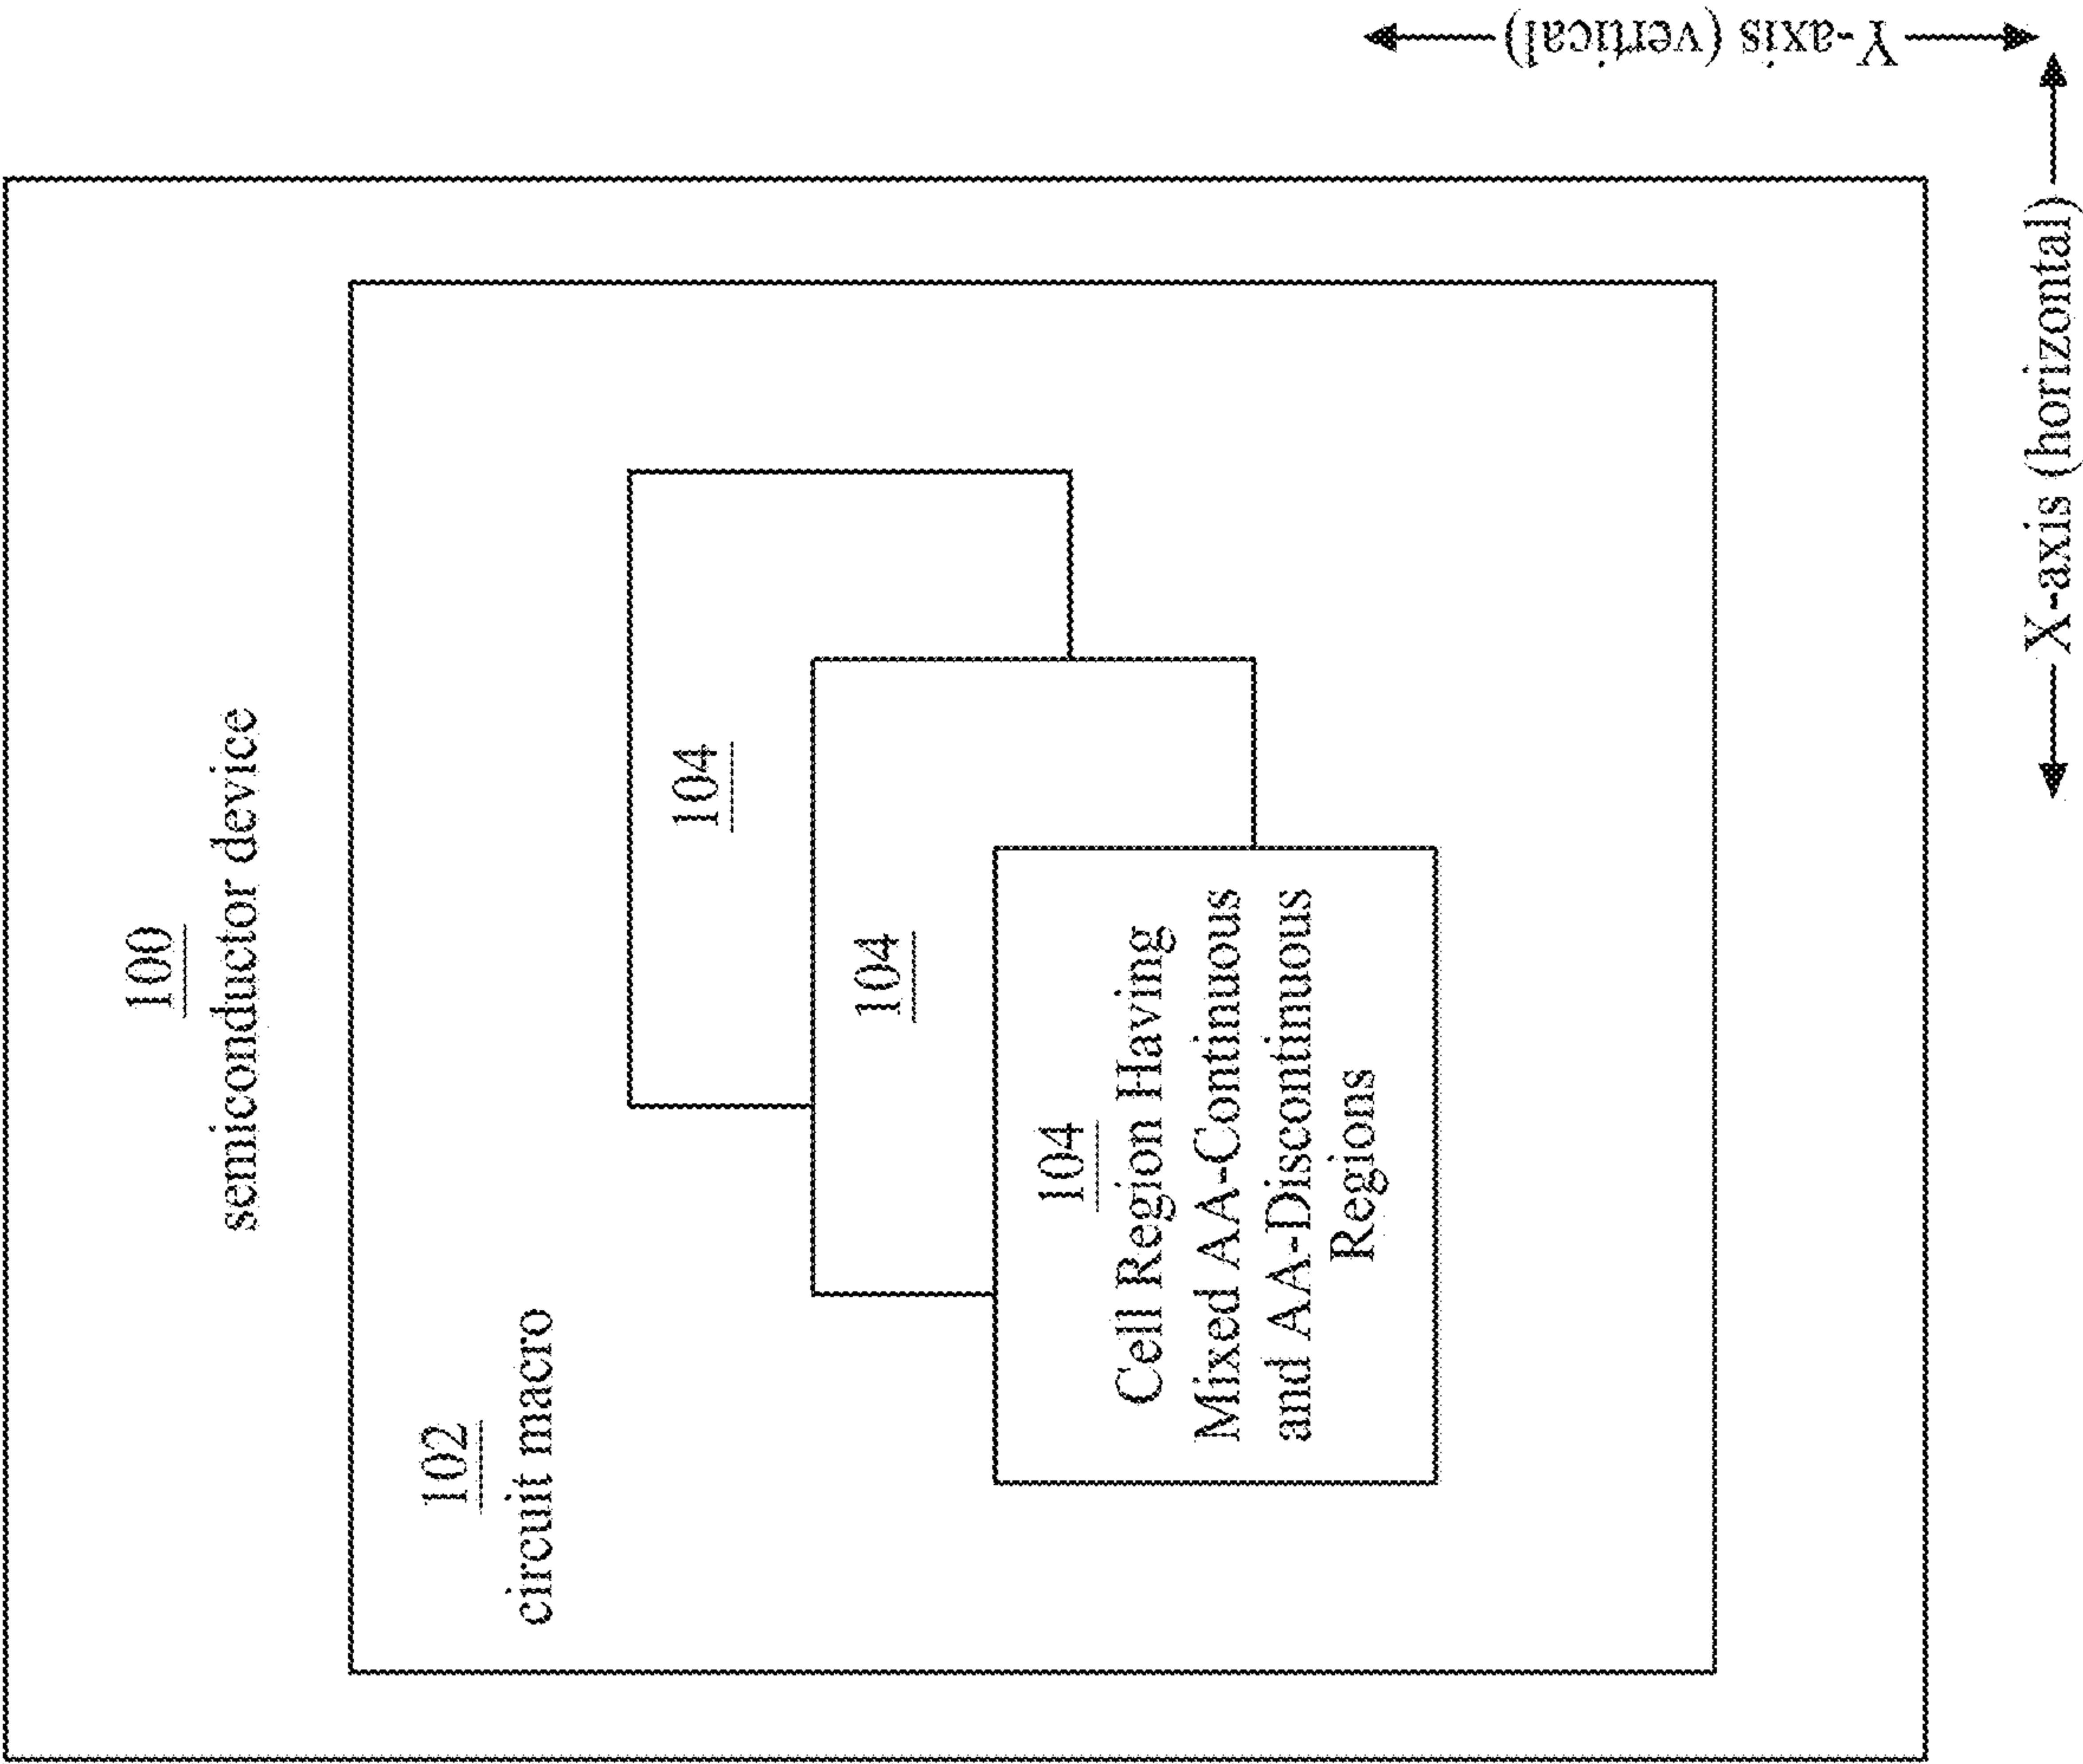 100
semiconductor device
102
circuit macro
104
104
104
Cell Region Having
Mixed AA-Continuous
and AA-Discontinuous
Regions
X-axis (horizontal)
Y-axis (vertical)